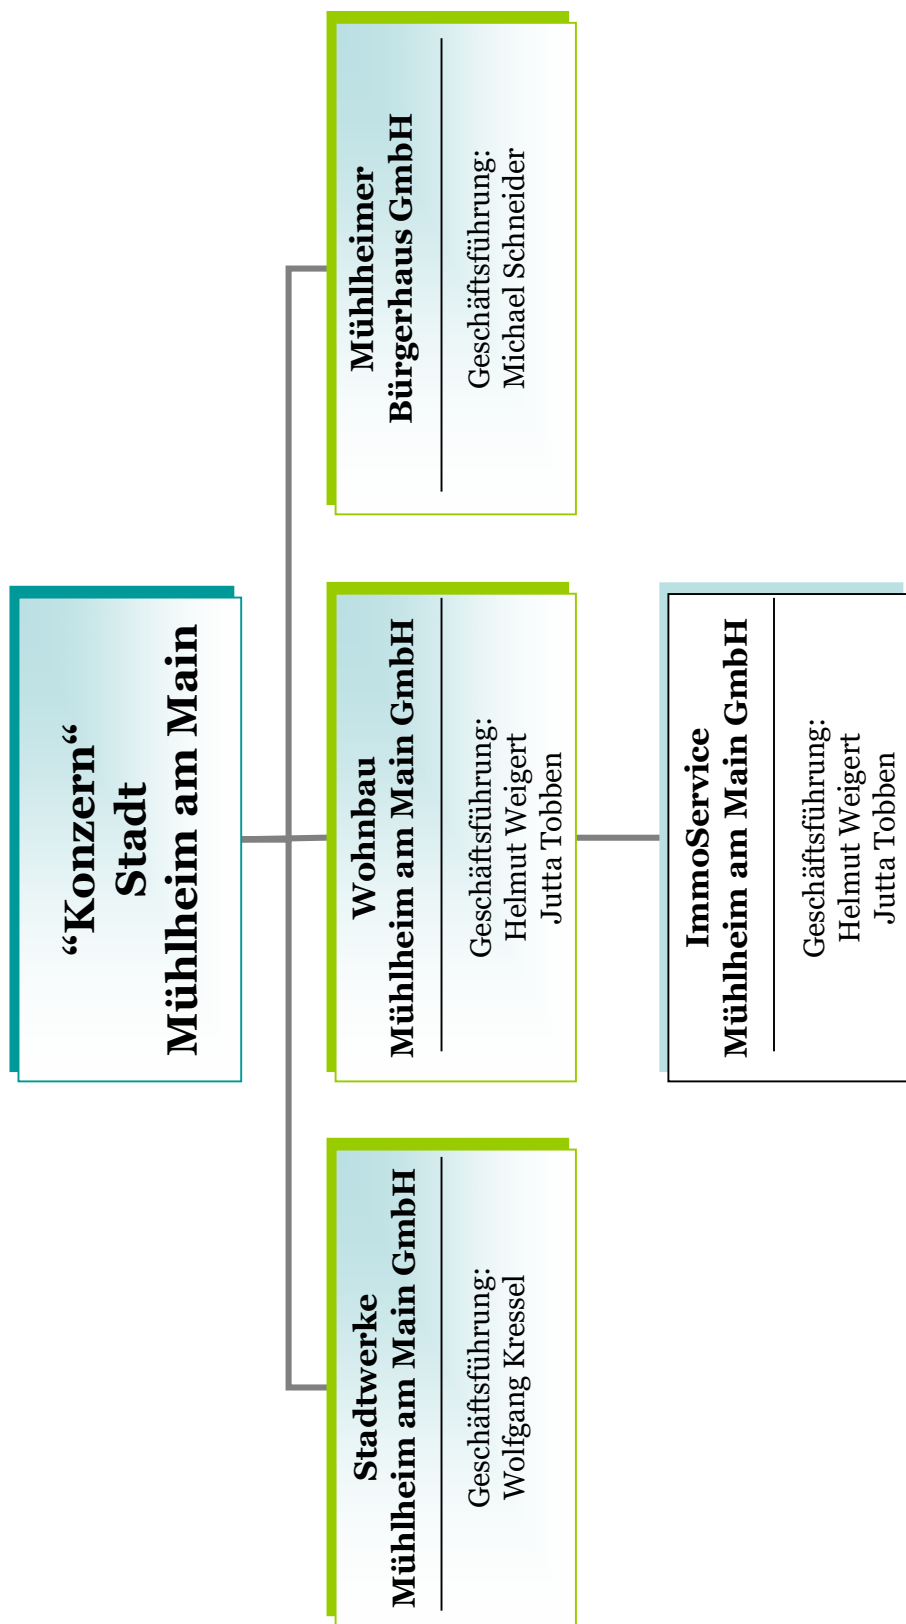 “Konzern“
Stadt
Mühlheim am Main
Stadtwerke
Mühlheim am Main GmbH
Geschäftsführung:
Wolfgang Kressel
Wohnbau
Mühlheim am Main GmbH
Geschäftsführung:
Helmut Weigert
Jutta Tobben
Mühlheimer
Bürgerhaus GmbH
Geschäftsführung:
Michael Schneider
ImmoService
Mühlheim am Main GmbH
Geschäftsführung:
Helmut Weigert
Jutta Tobben